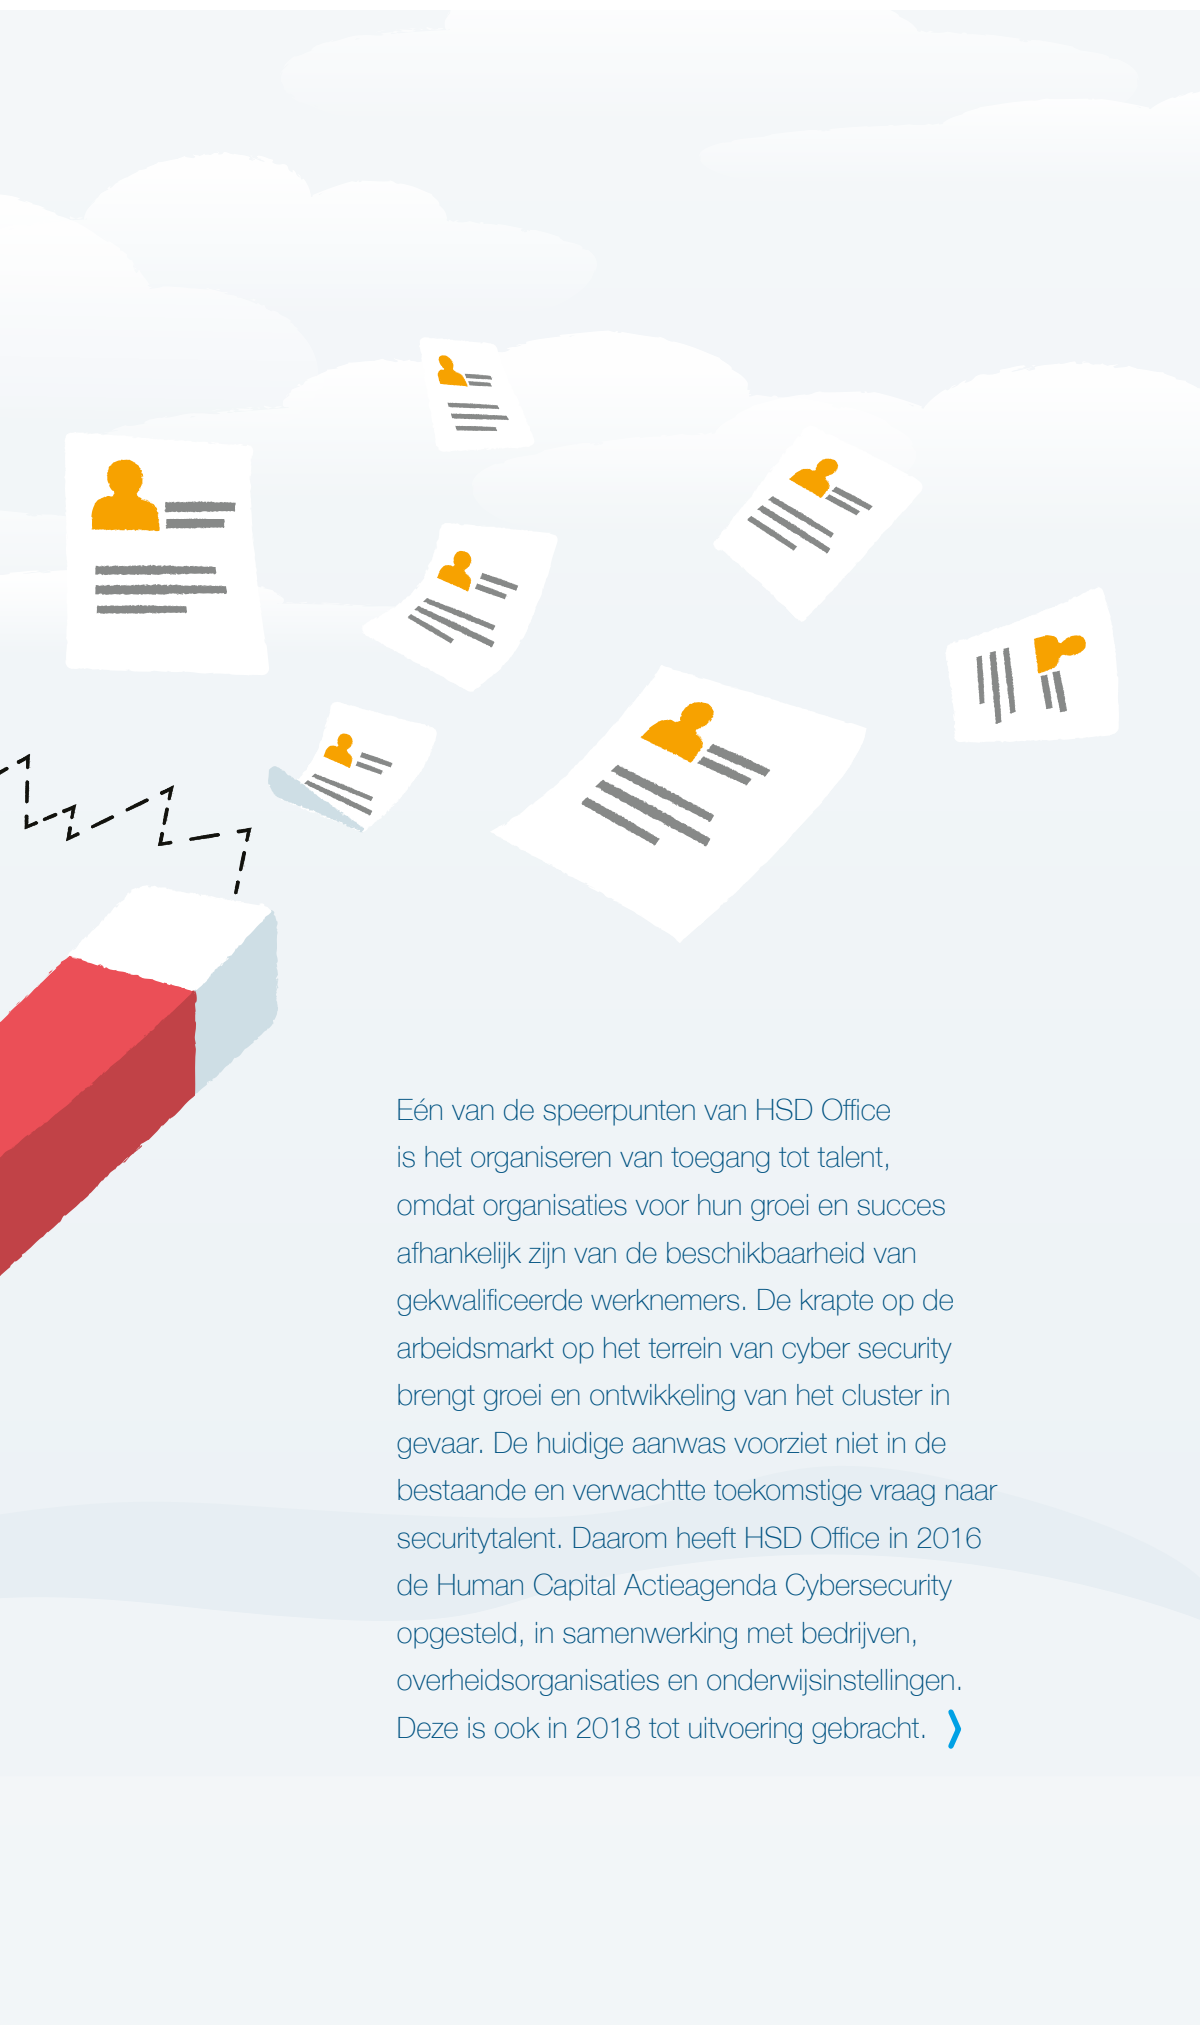 Eén van de speerpunten van HSD Office
is het organiseren van toegang tot talent,
omdat organisaties voor hun groei en succes
afhankelijk zijn van de beschikbaarheid van
gekwalificeerde werknemers. De krapte op de
arbeidsmarkt op het terrein van cyber security
brengt groei en ontwikkeling van het cluster in
gevaar. De huidige aanwas voorziet niet in de
bestaande en verwachtte toekomstige vraag naar
securitytalent. Daarom heeft HSD Office in 2016
de Human Capital Actieagenda Cybersecurity
opgesteld, in samenwerking met bedrijven,
overheidsorganisaties en onderwijsinstellingen.
Deze is ook in 2018 tot uitvoering gebracht.